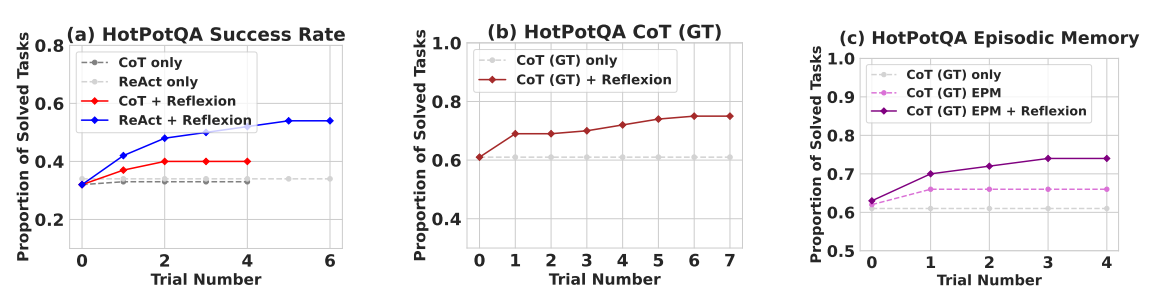 (a) HotPotQA Success Rate
Proportion of Solved Tasks
0.8
0.6
0.4
0.2
CoT only
ReAct only
CoT + Reflexion
ReAct + Reflexion
0 2 4 6
Trial Number
(b) HotPotQA CoT (GT)
Proportion of Solved Tasks
1.0
0.8
0.6
0.4
CoT (GT) only
CoT (GT) + Reflexion
0 1 2 3 4 5 6 7
Trial Number
(c) HotPotQA Episodic Memory
Proportion of Solved Tasks
1.0
0.9
0.8
0.7
0.6
0.5
CoT (GT) only
CoT (GT) EPM
CoT (GT) EPM + Reflexion
0 1 2 3 4
Trial Number